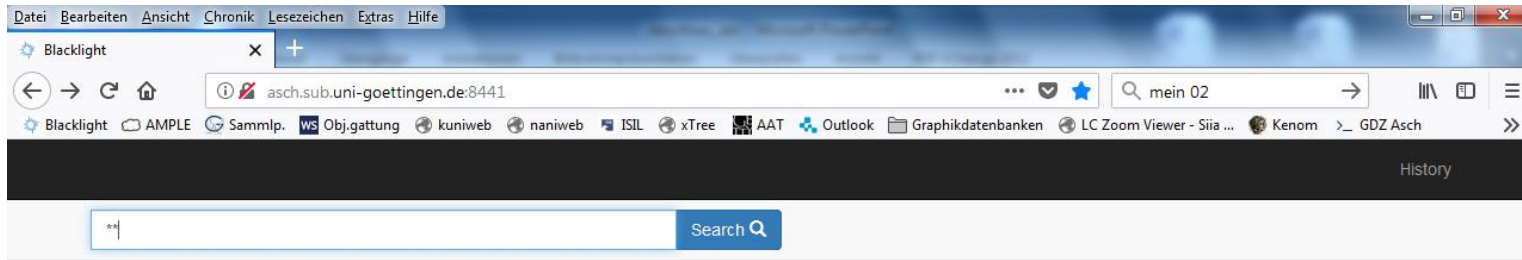 Datei Bearbeiten Ansicht Chronik Lesezeichen Extras Hilfe
Blacklight
asch.sub.uni-goettingen.de:8441 mein 02
Blacklight AMPLE Sammlp. WS Obj.gattung kuniweb naniweb ISIL xTree AAT Outlook Graphikdatenbanken LC Zoom Viewer - Siia ... Kenom >_ GDZ Asch
History
** Search